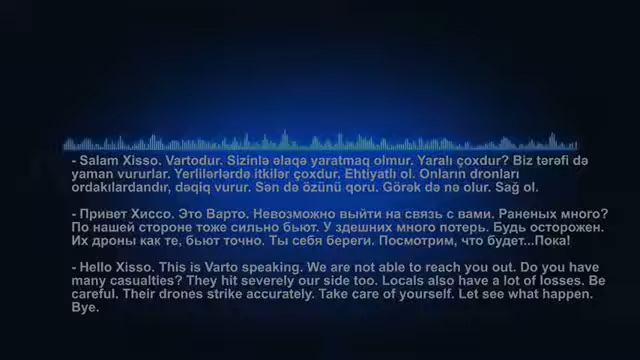 - Salam Xisso. Vartodur. Sizinlə əlaqə yaratmaq olmur. Yaralı çoxdur? Biz tərəfi də
yaman vururlar. Yerlilərlərdə itkilər çoxdur. Ehtiyatlı ol. Onların dronları
ordakılardandır, dəqiq vurur. Sən də özünü qoru. Görək də nə olur. Sağ ol.
- Привет Хиссо. Это Варто. Невозможно выйти на связь с вами. Раненых много?
По нашей стороне тоже сильно бьют. У здешних много потерь. Будь осторожен.
Их дроны как те, бьют точно. Ты себя береги. Посмотрим, что будет...Пока!
- Hello Xisso. This is Varto speaking. We are not able to reach you out. Do you have
many casualties? They hit severely our side too. Locals also have a lot of losses. Be
careful. Their drones strike accurately. Take care of yourself. Let see what happen.
Bye.